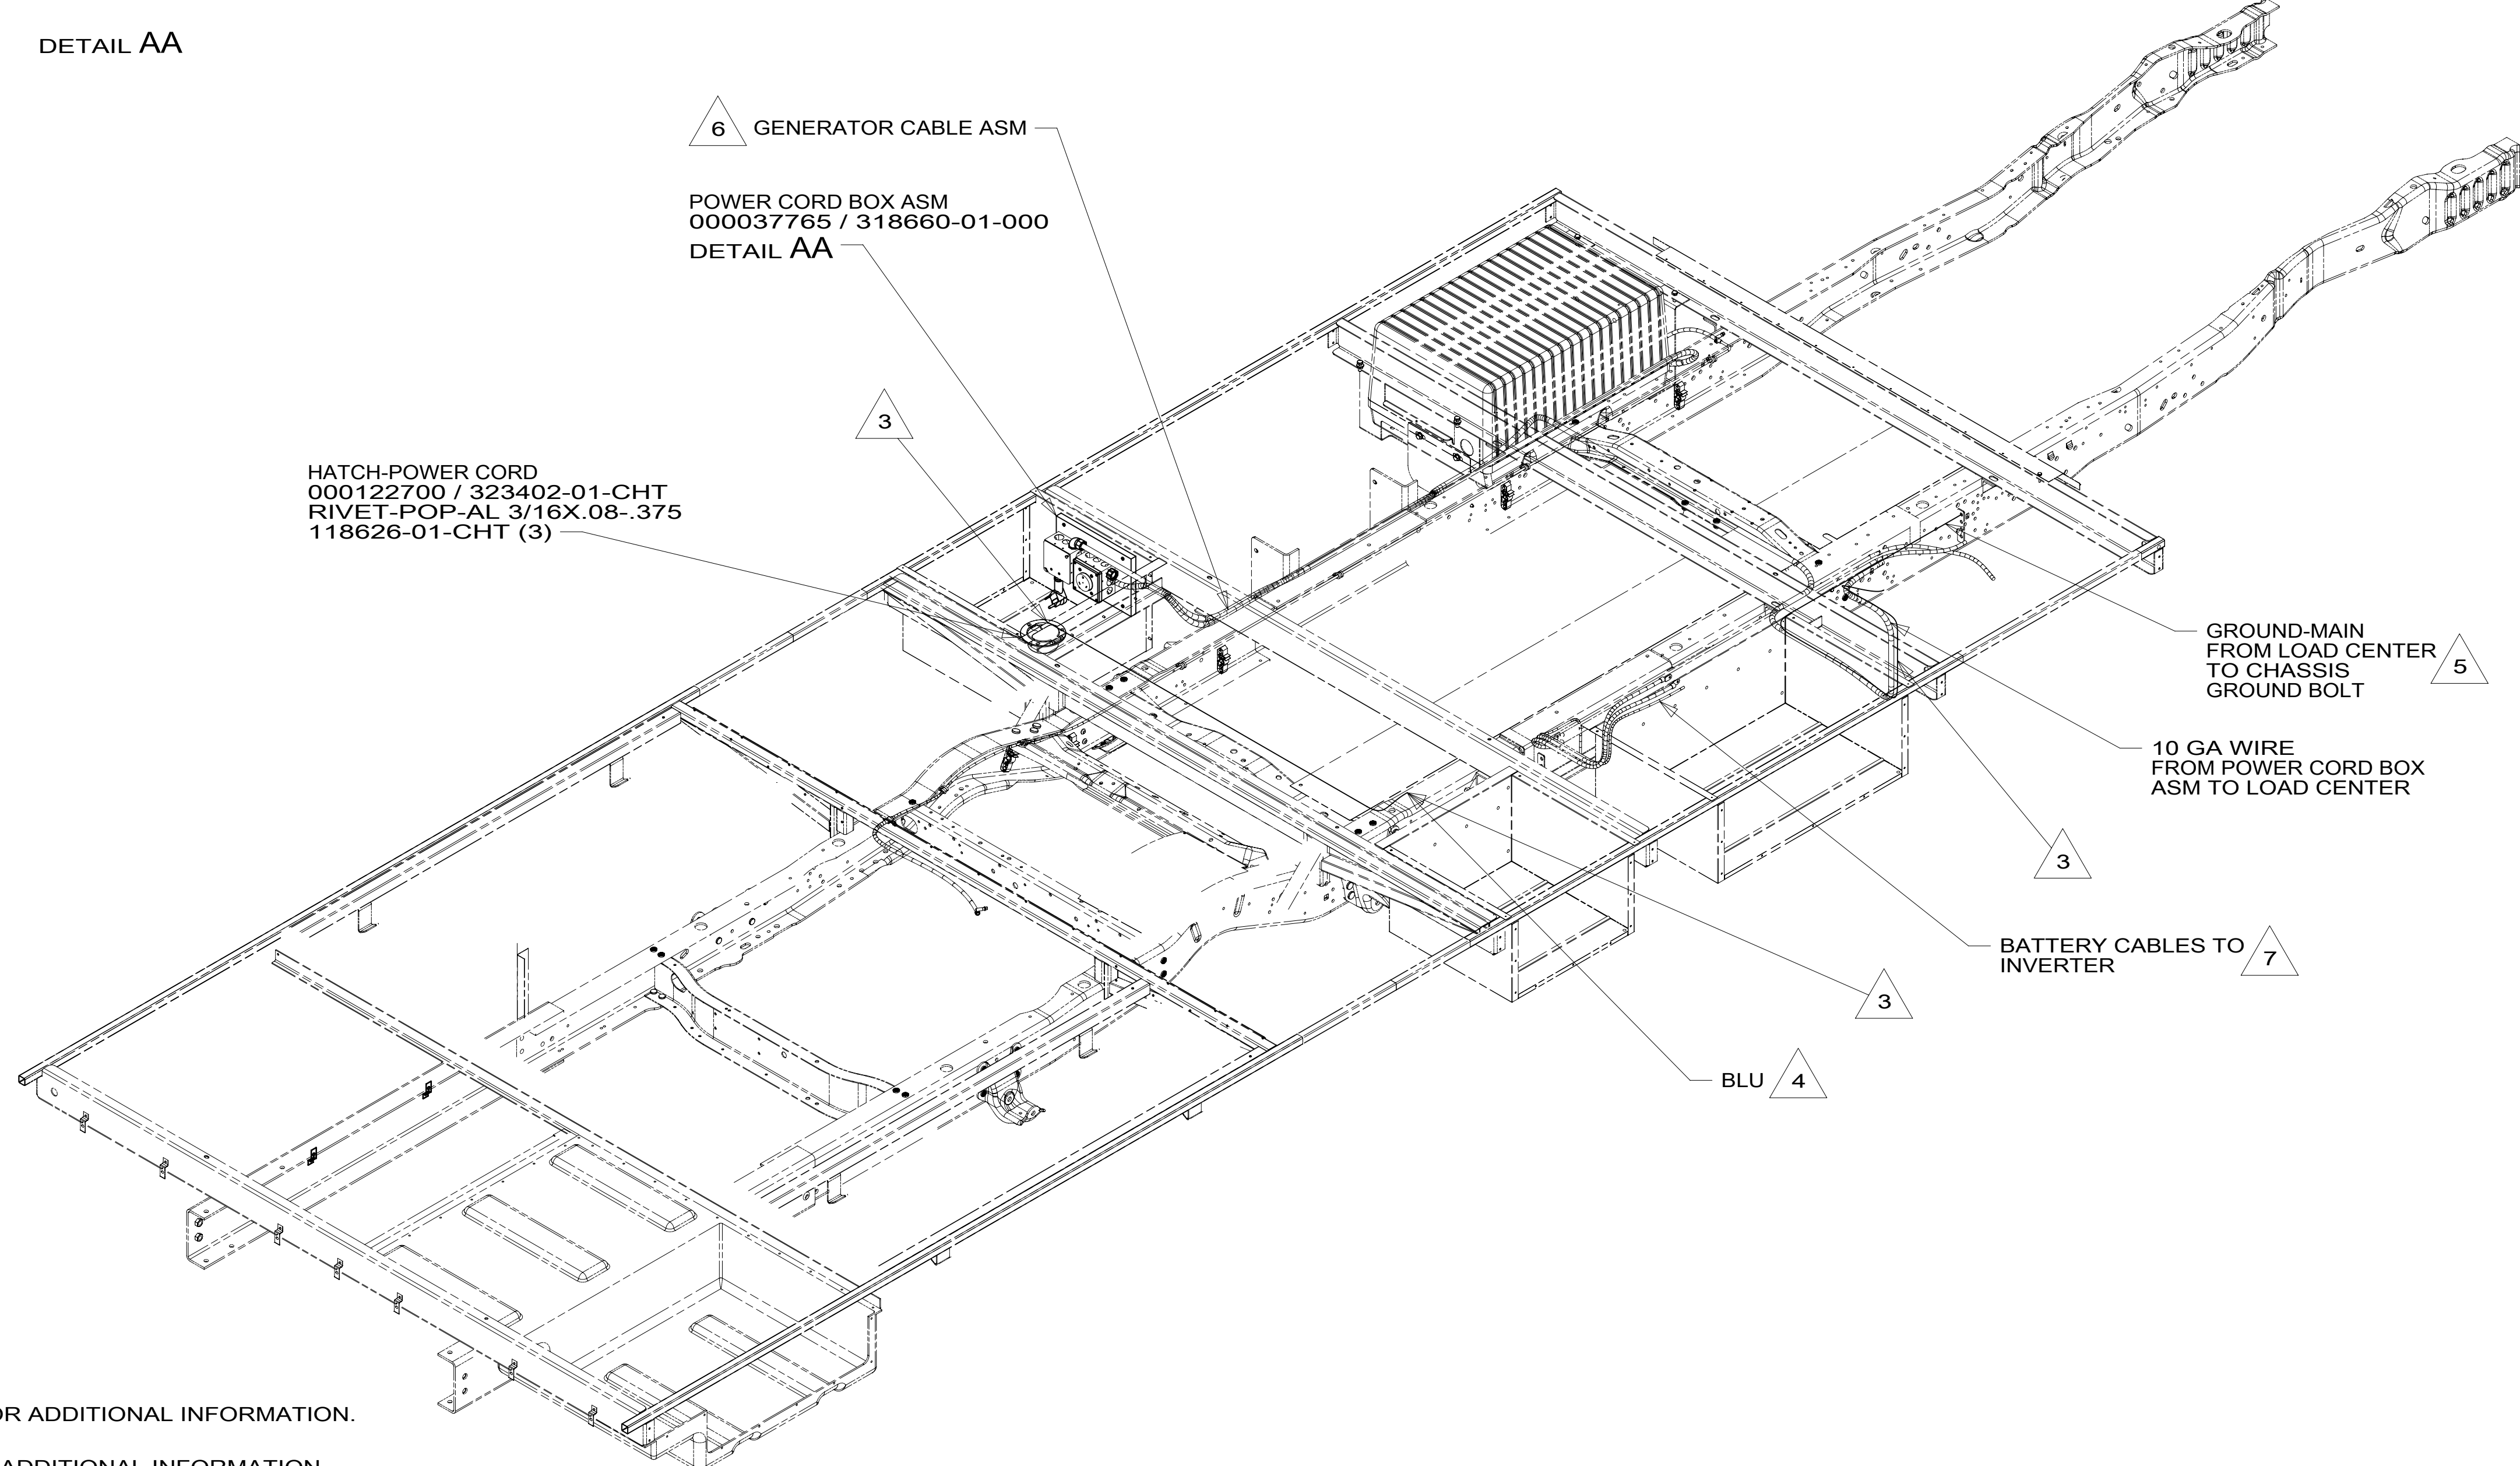 DETAIL AA
6 GENERATOR CABLE ASM
POWER CORD BOX ASM
000037765 / 318660-01-000
DETAIL AA
3
HATCH-POWER CORD
000122700 / 323402-01-CHT
RIVET-POP-AL 3/16X.08-.375
118626-01-CHT (3)
GROUND-MAIN
FROM LOAD CENTER
TO CHASSIS
GROUND BOLT
5
10 GA WIRE
FROM POWER CORD BOX
ASM TO LOAD CENTER
3
BATTERY CABLES TO
INVERTER
7
3
BLU 4
OR ADDITIONAL INFORMATION.
ADDITIONAL INFORMATION